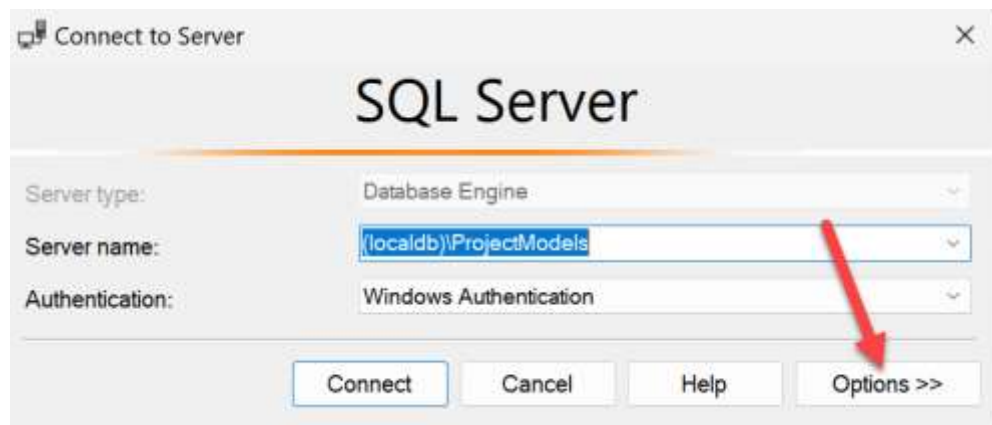 Connect to Server
SQL Server
Server type: Database Engine
Server name: (localdb)\ProjectModels
Authentication: Windows Authentication
Connect Cancel Help Options >>